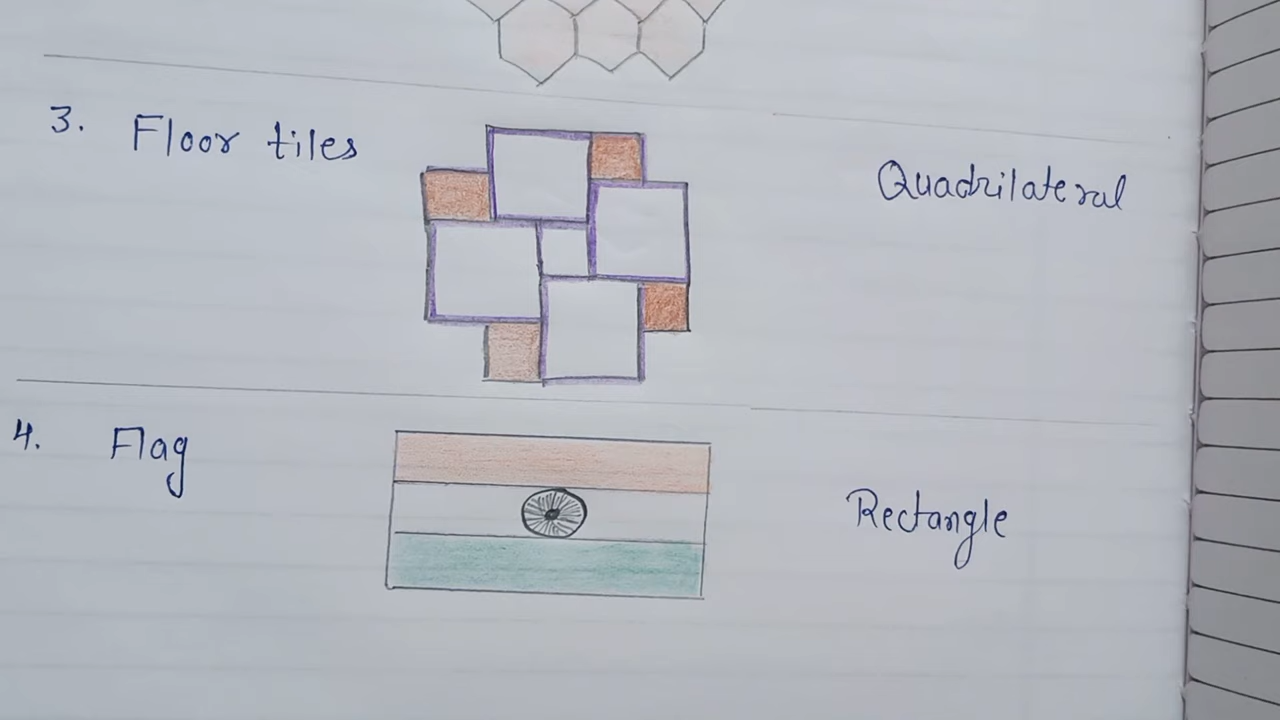 3. Floor tiles
Quadrilateral
4. Flag
Rectangle